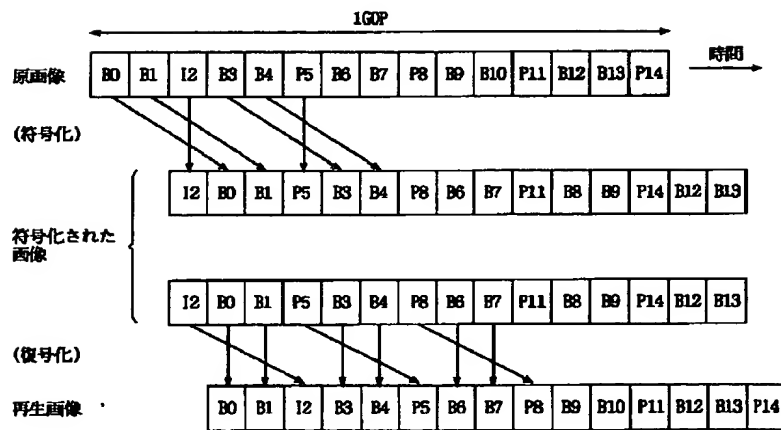 1GOP
原画像 B0 B1 I2 B3 B4 P5 B6 B7 P8 B9 B10 P11 B12 B13 P14 時間
(符号化)
I2 B0 B1 P5 B3 B4 P8 B6 B7 P11 B8 B9 P14 B12 B13
符号化された
画像
I2 B0 B1 P5 B3 B4 P8 B6 B7 P11 B8 B9 P14 B12 B13
(復号化)
再生画像 B0 B1 I2 B3 B4 P5 B6 B7 P8 B9 B10 P11 B12 B13 P14